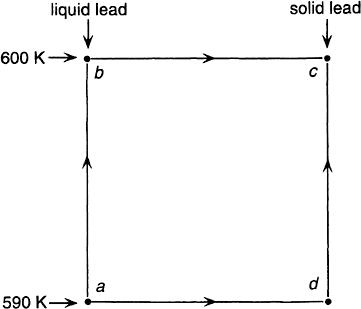 liquid lead
solid lead
600 K
b
c
a
d
590 K